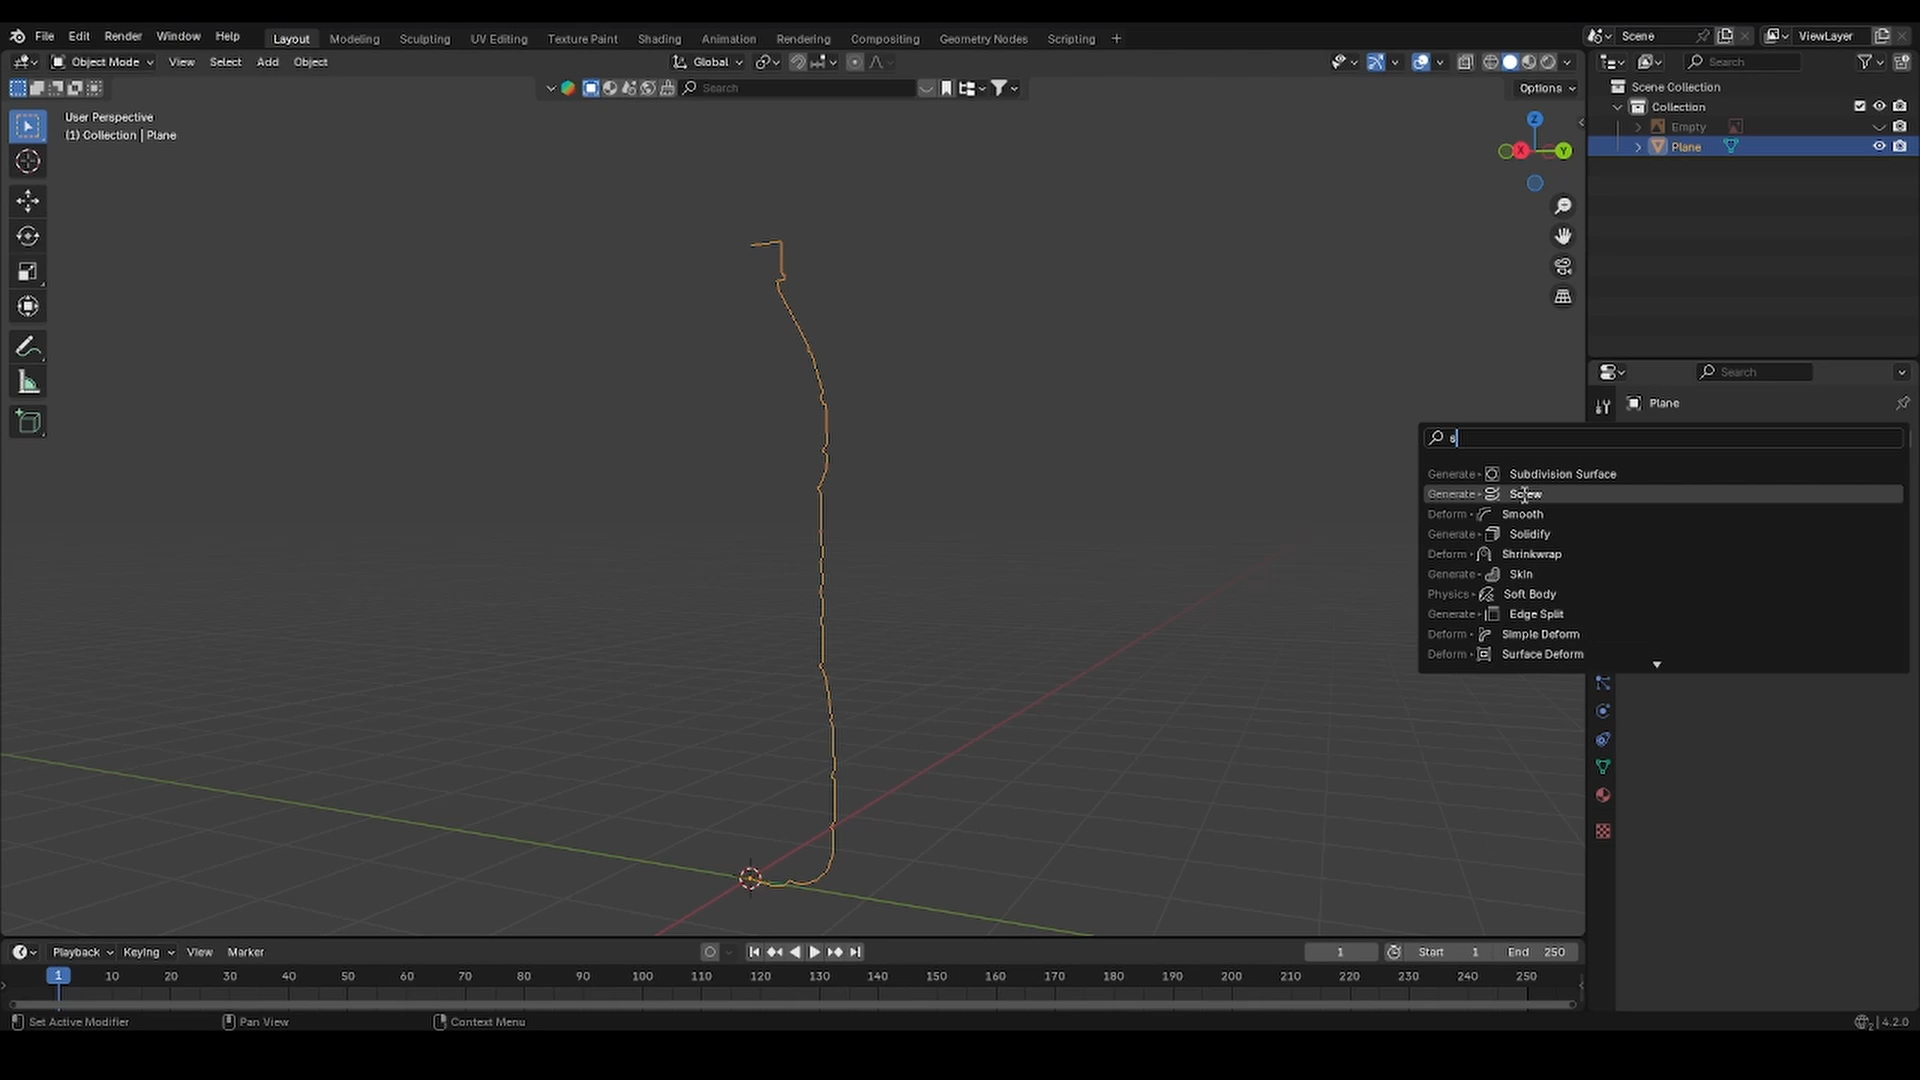 File Edit Render Window Help Layout Modeling Sculpting UV Editing Texture Paint Shading Animation Rendering Compositing Geometry Nodes Scripting + Scene ViewLayer
Object Mode View Select Add Object Global Search
Search Options
User Perspective
(1) Collection | Plane
Z
X Y
Scene Collection
Collection
Empty
Plane
Search
Plane
s
Generate Subdivision Surface
Generate Screw
Deform Smooth
Generate Solidify
Deform Shrinkwrap
Generate Skin
Physics Soft Body
Generate Edge Split
Deform Simple Deform
Deform Surface Deform
Playback Keying View Marker 1 Start 1 End 250
1 10 20 30 40 50 60 70 80 90 100 110 120 130 140 150 160 170 180 190 200 210 220 230 240 250
Set Active Modifier Pan View Context Menu 2 | 4.2.0